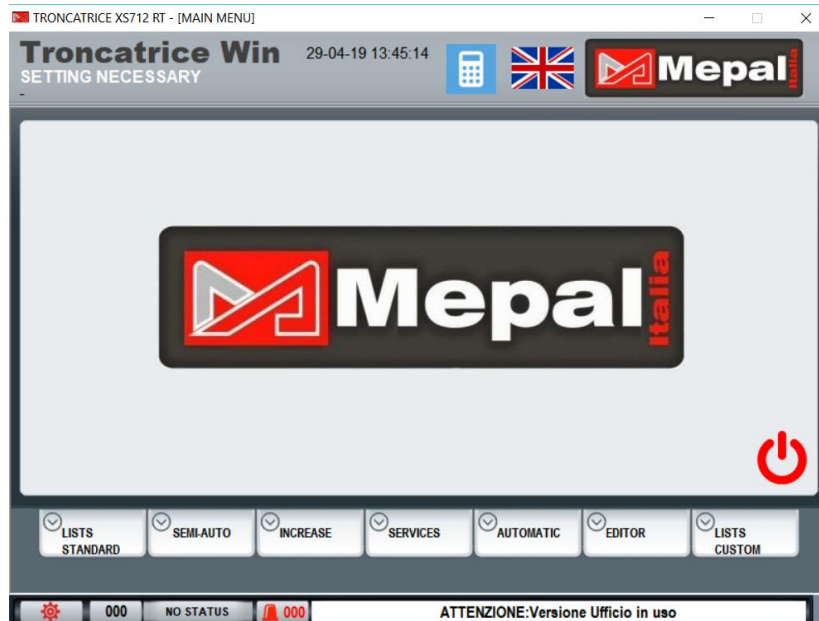 TRONCATRICE XS712 RT - [MAIN MENU]
Troncatrice Win
29-04-19 13:45:14
SETTING NECESSARY
-
Mepal
Italia
Mepal
Italia
LISTS
STANDARD
SEMI-AUTO
INCREASE
SERVICES
AUTOMATIC
EDITOR
LISTS
CUSTOM
000
NO STATUS
000
ATTENZIONE:Versione Ufficio in uso